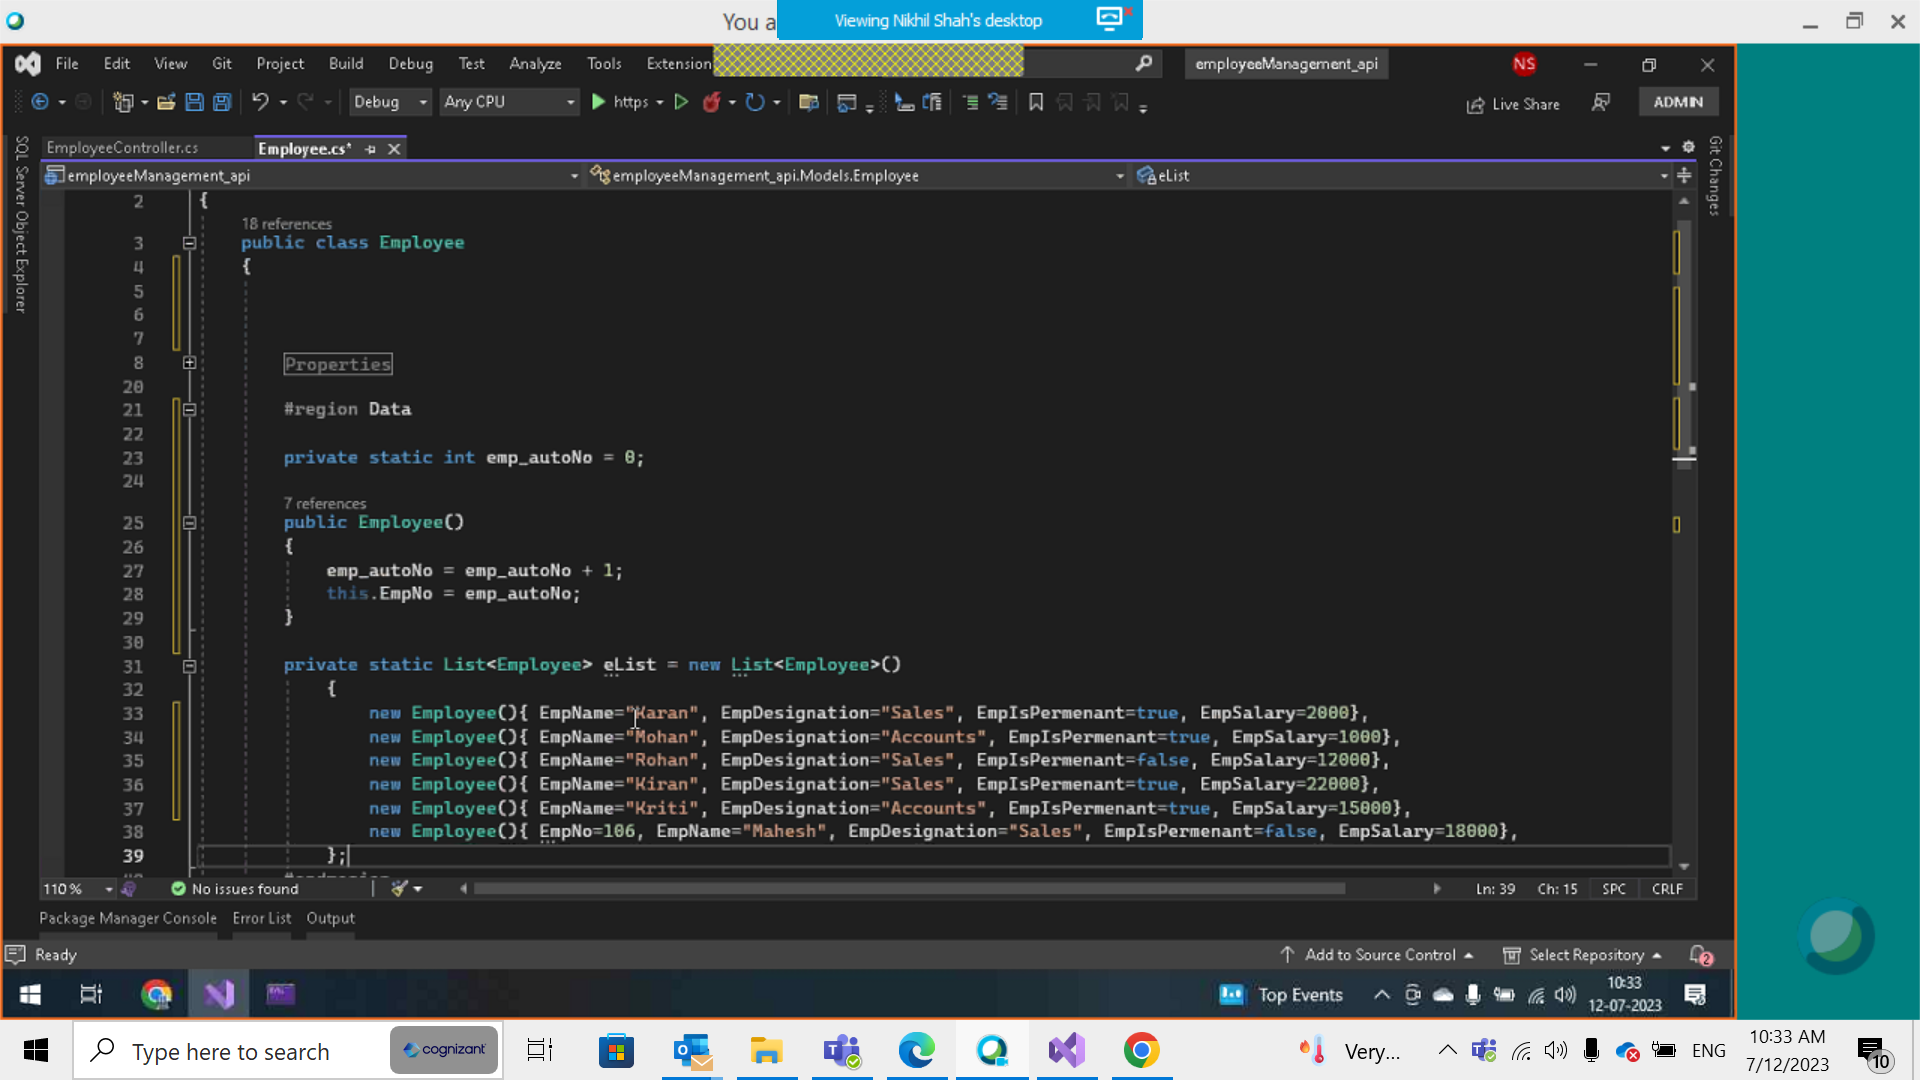 You a
Viewing Nikhil Shah's desktop
File Edit View Git Project Build Debug Test Analyze Tools Extension
employeeManagement_api
NS
Debug Any CPU https
Live Share
ADMIN
SQL Server Object Explorer
EmployeeController.cs Employee.cs*
Git Changes
employeeManagement_api employeeManagement_api.Models.Employee eList
2 {
18 references
3 public class Employee
4 {
5
6
7
8 Properties
20
21 #region Data
22
23 private static int emp_autoNo = 0;
24
7 references
25 public Employee()
26 {
27 emp_autoNo = emp_autoNo + 1;
28 this.EmpNo = emp_autoNo;
29 }
30
31 private static List<Employee> eList = new List<Employee>()
32 {
33 new Employee(){ EmpName="Karan", EmpDesignation="Sales", EmpIsPermenant=true, EmpSalary=2000},
34 new Employee(){ EmpName="Mohan", EmpDesignation="Accounts", EmpIsPermenant=true, EmpSalary=1000},
35 new Employee(){ EmpName="Rohan", EmpDesignation="Sales", EmpIsPermenant=false, EmpSalary=12000},
36 new Employee(){ EmpName="Kiran", EmpDesignation="Sales", EmpIsPermenant=true, EmpSalary=22000},
37 new Employee(){ EmpName="Kriti", EmpDesignation="Accounts", EmpIsPermenant=true, EmpSalary=15000},
38 new Employee(){ EmpNo=106, EmpName="Mahesh", EmpDesignation="Sales", EmpIsPermenant=false, EmpSalary=18000},
39 };
110 % No issues found Ln: 39 Ch: 15 SPC CRLF
Package Manager Console Error List Output
Ready Add to Source Control Select Repository 2
Top Events 10:33
12-07-2023
Type here to search cognizant Very... ENG 10:33 AM
7/12/2023 10